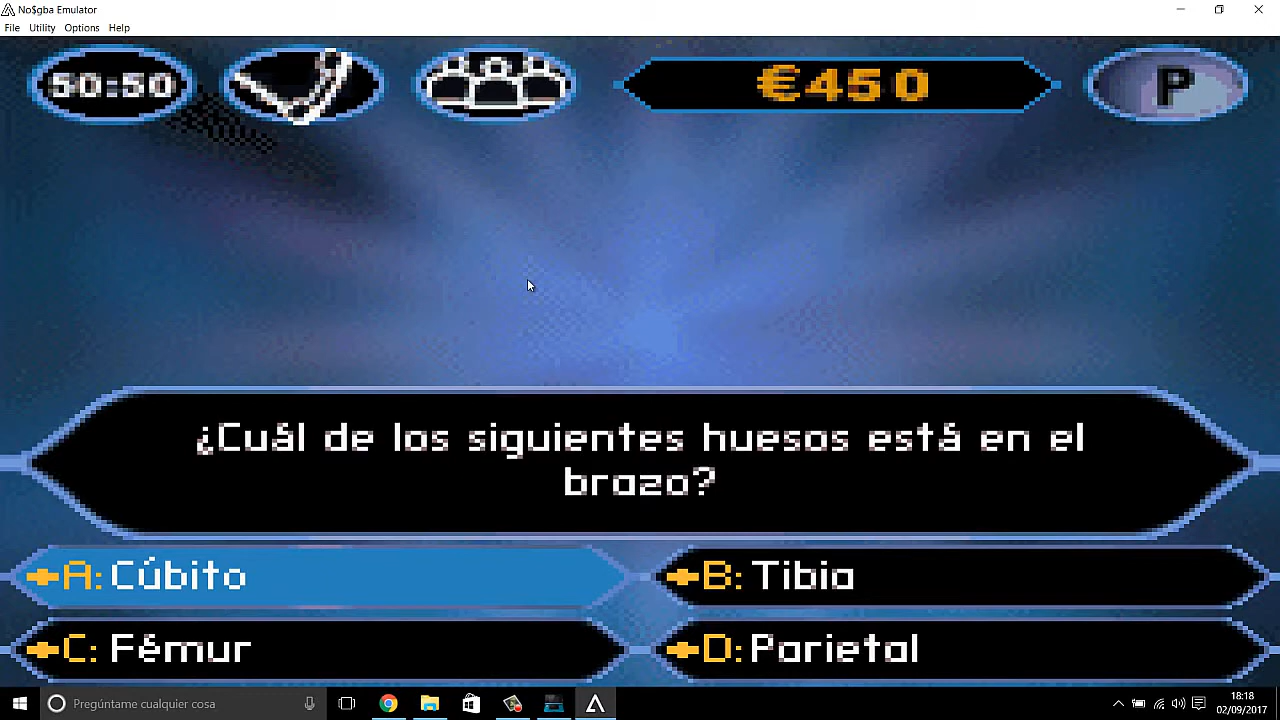 No$gba Emulator
File Utility Options Help
50:50
€450
P
¿Cuál de los siguientes huesos está en el
brazo?
A: Cúbito
B: Tibia
C: Fémur
D: Parietal
Pregúntame cualquier cosa
18:18
02/09/2017